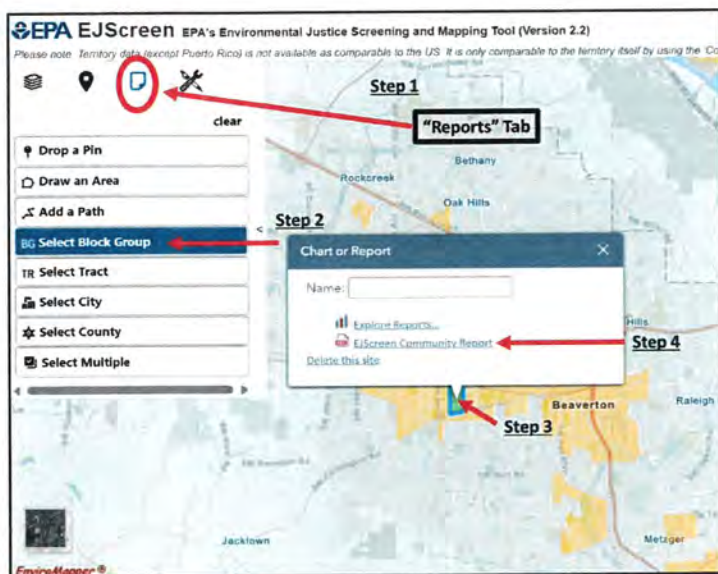 EPA EJScreen EPA's Environmental Justice Screening and Mapping Tool (Version 2.2)
Please note Territory data (except Puerto Rico) is not available as comparable to the US It is only comparable to the territory itself by using the 'Co
Step 1
"Reports" Tab
clear
Drop a Pin
Draw an Area
Add a Path
BG Select Block Group
TR Select Tract
Select City
Select County
Select Multiple
Step 2
<
Bethany
Rockcreek
Oak Hills
Chart or Report
Name:
Explore Reports...
EJScreen Community Report
Delete this site
Hills
Step 4
Step 3
Beaverton
Raleigh
Jacktown
Metzger
EnviroMapper ®